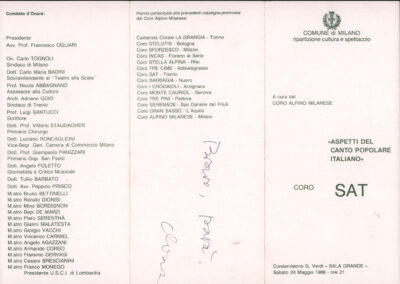 Comitato d'Onore:
Presidente
Avv. Prof. Francesco OGLIARI
On. Carlo TOGNOLI
Sindaco di Milano
Dott. Carlo Maria BADINI
Sovraintendente al "Teatro alla Scala"
Prof. Nicola ABBAGNANO
Assessore alla Cultura
Arch. Adriano GOIO
Sindaco di Trento
Prof. Luigi SANTUCCI
Scrittore
Dott. Prof. Vittorio STAUDACHER
Primario Chirurgo
Dott. Luciano RONCAGLIONI
Vice-Segr. Gen. Camera di Commercio Milano
Dott. Prof. Giampaolo PANIZZARI
Primario Osp. San Paolo
Dott. Angelo FOLETTO
Giornalista e Critico Musicale
Dott. Tullio BARBATO
Dott. Avv. Peppino PRISCO
M.stro Bruno BETTINELLI
M.stro Renato DIONISI
M.stro Mino BORDIGNON
M.stro Bepi DE MARZI
M.stro Piero SERENTHÀ
M.stro Gianni MALATESTA
M.stro Giorgio VACCHI
M.stro Vincenzo CARNIEL
M.stro Angelo AGAZZANI
M.stro Armando CORSO
M.stro Flaminio GERVASI
M.stro Cesare BRESCIANINI
M.stro Franco MONEGO
Presidente U.S.C.I. di Lombardia
Hanno partecipato alle precedenti rassegne promosse
dal Coro Alpino Milanese:
Camerata Corale LA GRANGIA - Torino
Coro STELUTIS - Bologna
Coro SFORZESCO - Milano
Coro INCAS - Fiorano al Serio
Coro STELLA ALPINA - Rho
Coro TRE CIME - Abbiategrasso
Coro SAT - Trento
Coro BARBAGIA - Nuoro
Coro I CRODAIOLI - Arzignano
Coro MONTE CAURIOL - Genova
Coro TRE PINI - Padova
Coro SERENADE - San Daniele del Friuli
Coro GRAN SASSO - L'Aquila
Coro ALPINO MILANESE - Milano
COMUNE DI MILANO
ripartizione cultura e spettacolo
A cura del
CORO ALPINO MILANESE
«ASPETTI DEL
CANTO POPOLARE
ITALIANO»
CORO SAT
Conservatorio G. Verdi «SALA GRANDE»
Sabato 24 Maggio 1986 - ore 21